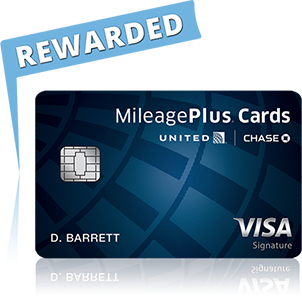 REWARDED
MileagePlus. Cards
UNITED CHASE
VISA
Signature
D. BARRETT